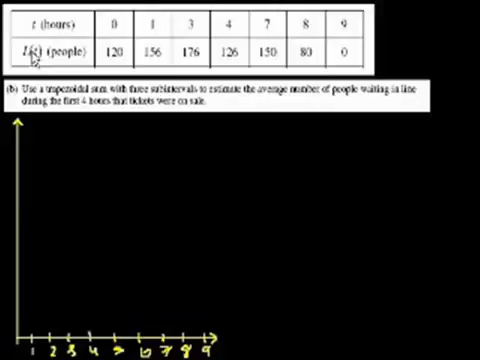 t (hours) 0 1 3 4 7 8 9
L(t) (people) 120 156 176 126 150 80 0
(b) Use a trapezoidal sum with three subintervals to estimate the average number of people waiting in line
during the first 4 hours that tickets were on sale.
1 2 3 4 5 6 7 8 9